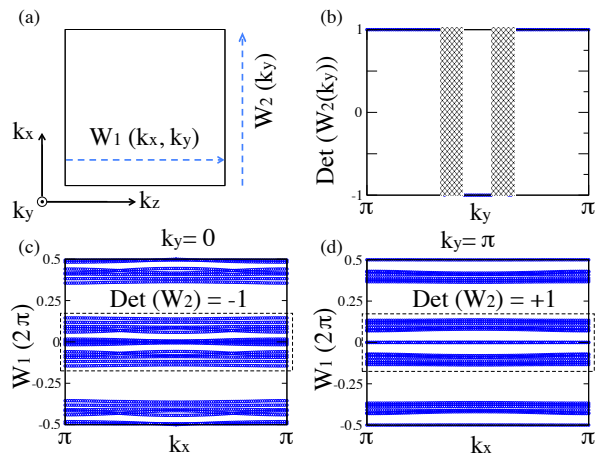 (a)
W1 (kx, ky)
W2 (ky)
kx
ky
kz
(b)
Det (W2(ky))
1
0
-1
π
ky
π
(c)
ky= 0
W1 (2π)
0.5
0.25
0
-0.25
-0.5
Det (W2) = -1
π
kx
π
(d)
ky= π
W1 (2π)
0.5
0.25
0
-0.25
-0.5
Det (W2) = +1
π
kx
π